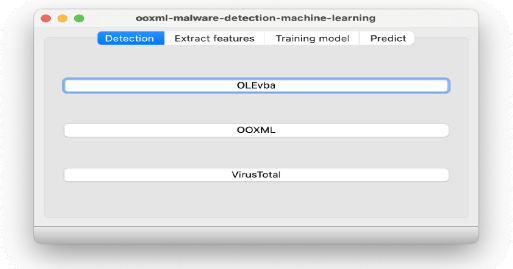 ooxml-malware-detection-machine-learning
Detection Extract features Training model Predict
OLEvba
OOXML
VirusTotal